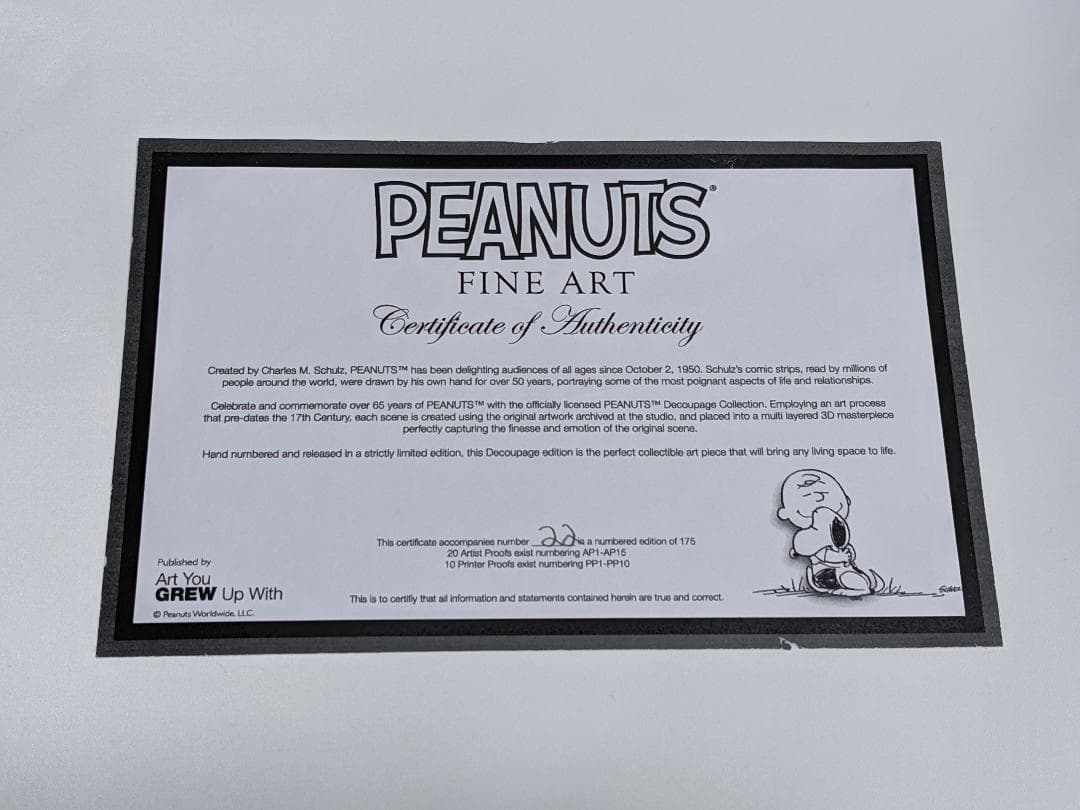 PEANUTS®
FINE ART
Certificate of Authenticity
Created by Charles M. Schulz, PEANUTS™ has been delighting audiences of all ages since October 2, 1950. Schulz's comic strips, read by millions of
people around the world, were drawn by his own hand for over 50 years, portraying some of the most poignant aspects of life and relationships.
Celebrate and commemorate over 65 years of PEANUTS™ with the officially licensed PEANUTS™ Decoupage Collection. Employing an art process
that pre-dates the 17th Century, each scene is created using the original artwork archived at the studio, and placed into a multi layered 3D masterpiece
perfectly capturing the finesse and emotion of the original scene.
Hand numbered and released in a strictly limited edition, this Decoupage edition is the perfect collectible art piece that will bring any living space to life.
This certificate accompanies number 22 in a numbered edition of 175
20 Artist Proofs exist numbering AP1-AP15
10 Printer Proofs exist numbering PP1-PP10
Published by
Art You
GREW Up With
© Peanuts Worldwide, LLC.
This is to certifiy that all information and statements contained herein are true and correct.
SCHULZ